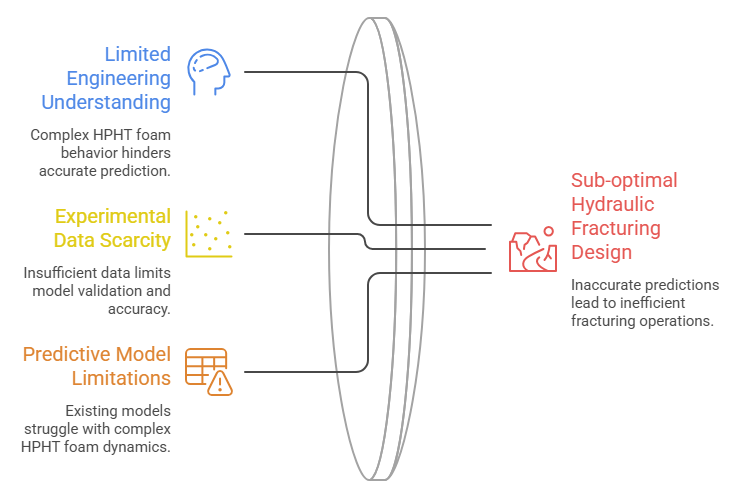 Limited
Engineering
Understanding
Complex HPHT foam
behavior hinders
accurate prediction.
Experimental
Data Scarcity
Insufficient data limits
model validation and
accuracy.
Predictive Model
Limitations
Existing models
struggle with complex
HPHT foam dynamics.
Sub-optimal
Hydraulic
Fracturing
Design
Inaccurate predictions
lead to inefficient
fracturing operations.